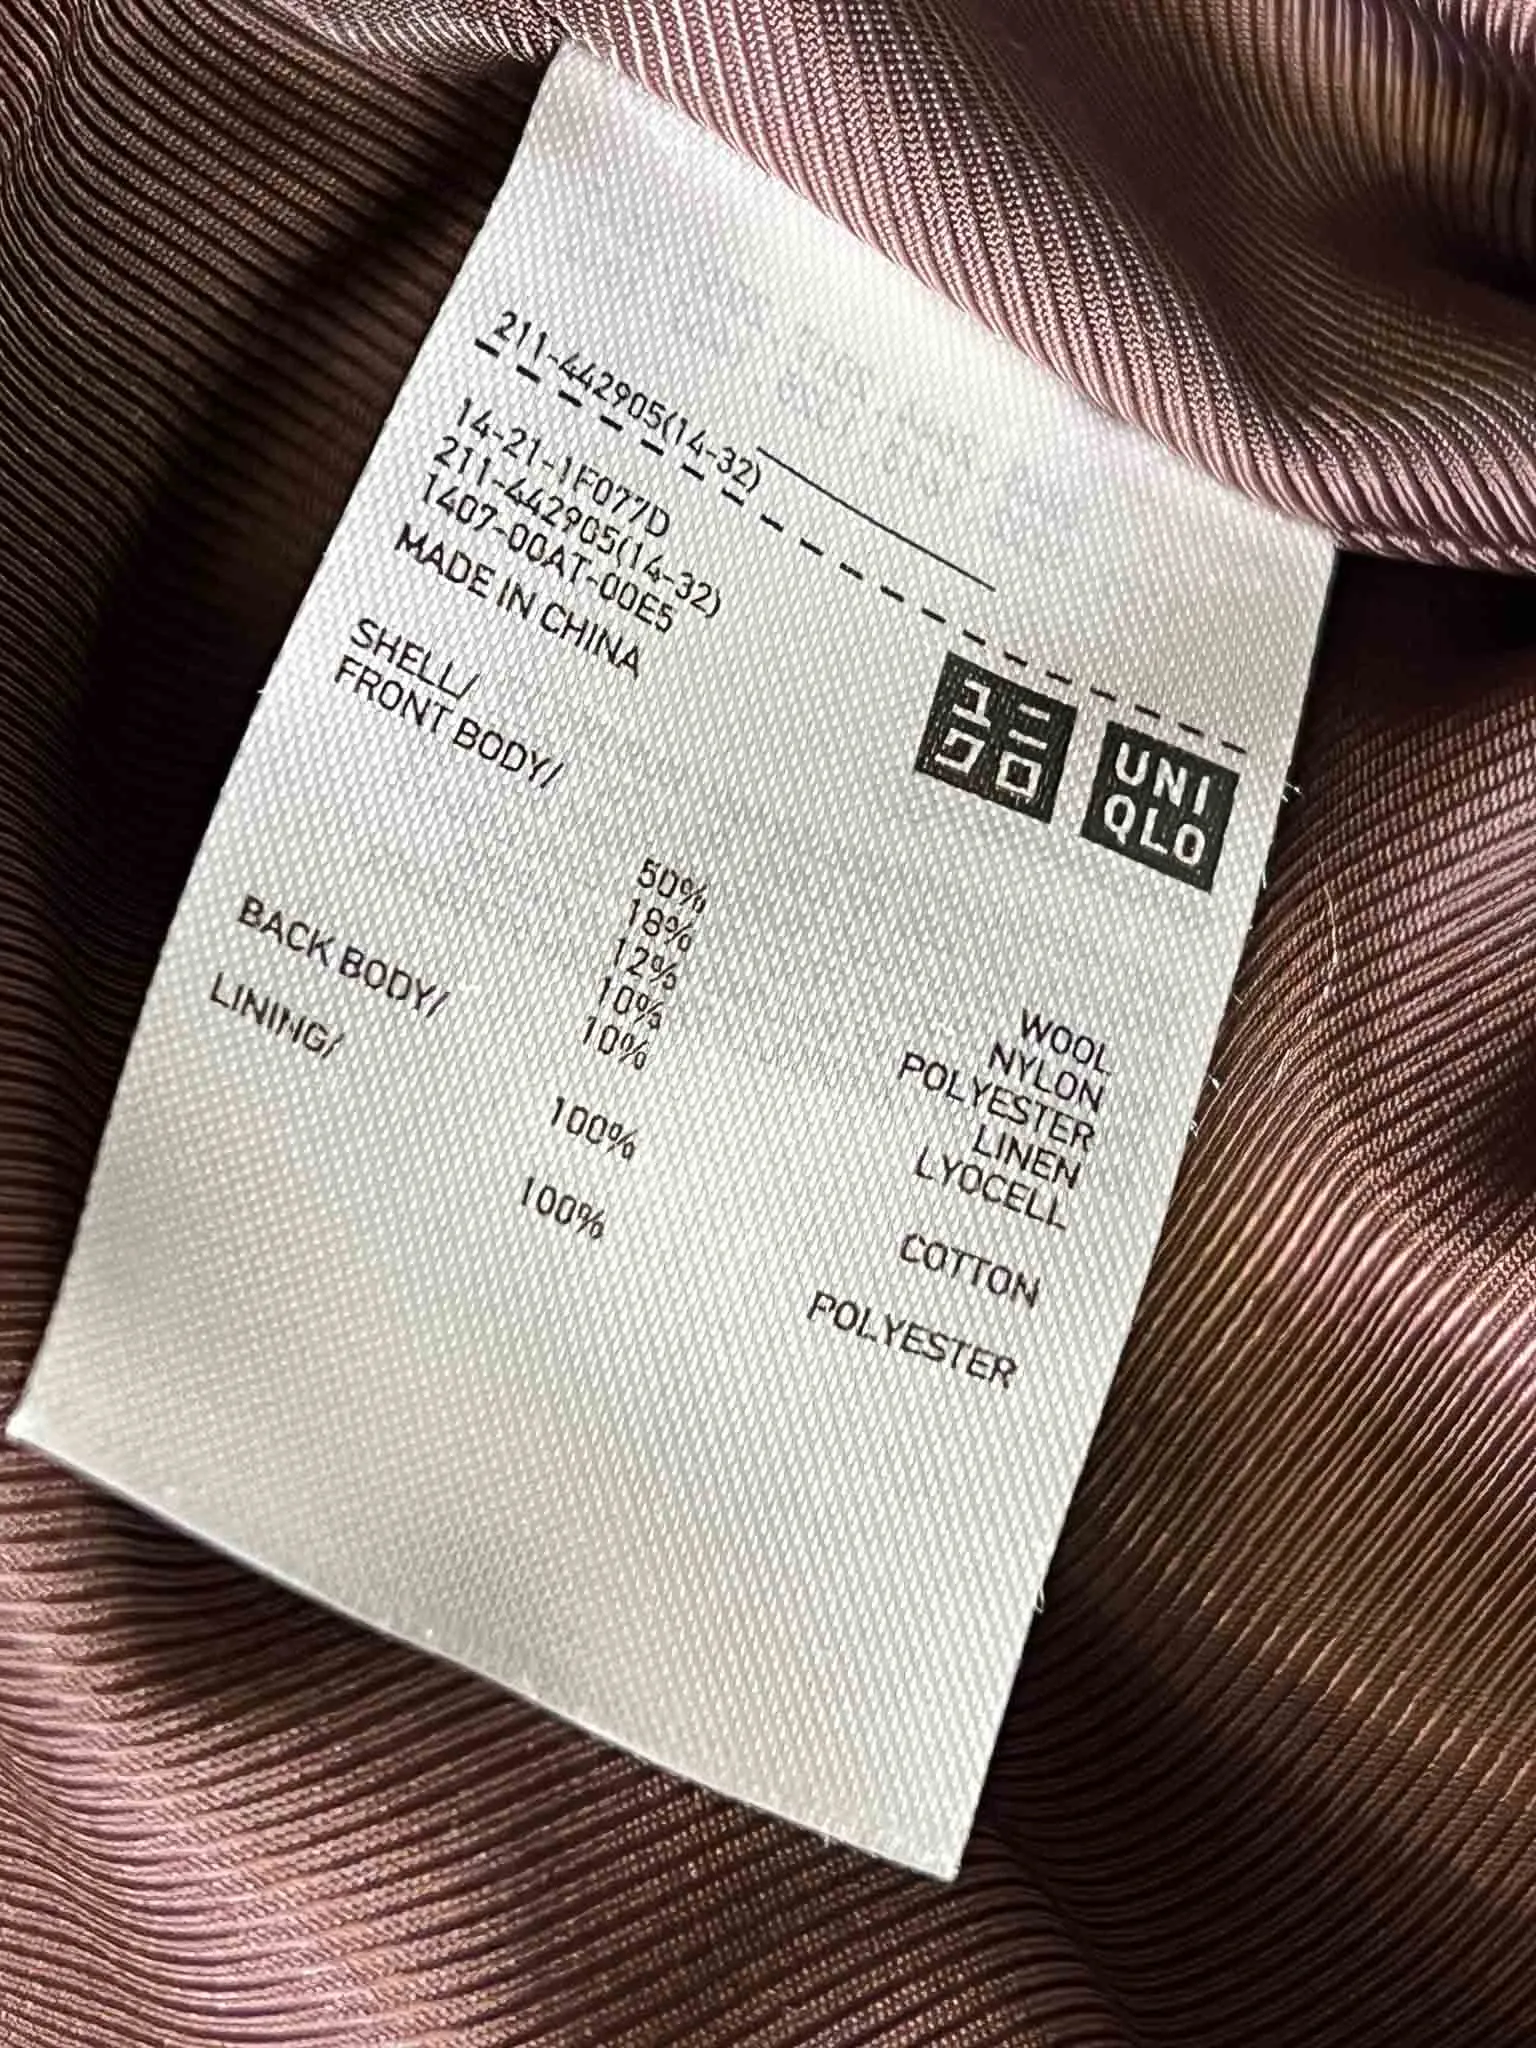 211-442905(14-32)
14-21-1F077D
211-442905(14-32)
1407-00AT-00E5
MADE IN CHINA
ユニ
クロ
UNI
QLO
SHELL/
FRONT BODY/
50% WOOL
18% NYLON
12% POLYESTER
10% LINEN
10% LYOCELL
BACK BODY/
100% COTTON
LINING/
100% POLYESTER